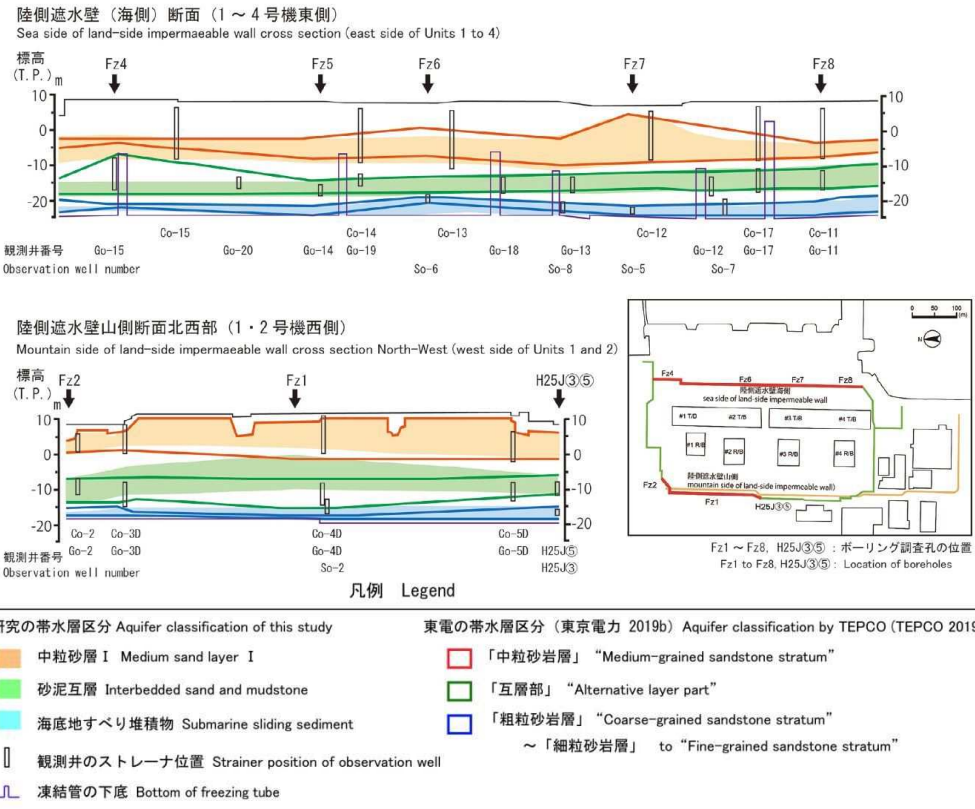 陸側遮水壁（海側）断面（1～4号機東側）
Sea side of land-side impermaeable wall cross section (east side of Units 1 to 4)
標高
(T.P.) m
Fz4 Fz5 Fz6 Fz7 Fz8
10 10
0 0
-10 -10
-20 -20
Co-15 Co-14 Co-13 Co-12 Co-17 Co-11
観測井番号 Go-15 Go-20 Go-14 Go-19 Go-18 Go-13 Go-12 Go-17 Go-11
Observation well number So-6 So-8 So-5 So-7
陸側遮水壁山側断面北西部（1・2号機西側）
Mountain side of land-side impermaeable wall cross section North-West (west side of Units 1 and 2)
標高
(T.P.) m
Fz2 Fz1 H25J③⑤
10 10
0 0
-10 -10
-20 -20
Co-2 Co-3D Co-4D Co-5D H25J⑤
観測井番号 Go-2 Go-3D Go-4D Go-5D H25J③
Observation well number So-2
0 50 100
(m)
N
Fz4 Fz6 Fz7 Fz8
陸側遮水壁海側
sea side of land-side impermeable wall
#1 T/B #2 T/B #3 T/B #4 T/B
#1 R/B #2 R/B #3 R/B #4 R/B
陸側遮水壁山側
mountain side of land-side impermeable wall)
Fz2 Fz1 H25J③⑤
Fz1 ～ Fz8, H25J③⑤ : ボーリング調査孔の位置
Fz1 to Fz8, H25J③⑤ : Location of boreholes
凡例 Legend
研究の帯水層区分 Aquifer classification of this study
中粒砂層Ⅰ Medium sand layer Ⅰ
砂泥互層 Interbedded sand and mudstone
海底地すべり堆積物 Submarine sliding sediment
観測井のストレーナ位置 Strainer position of observation well
凍結管の下底 Bottom of freezing tube
東電の帯水層区分（東京電力 2019b）Aquifer classification by TEPCO (TEPCO 2019
「中粒砂岩層」 “Medium-grained sandstone stratum”
「互層部」 “Alternative layer part”
「粗粒砂岩層」 “Coarse-grained sandstone stratum”
～「細粒砂岩層」 to “Fine-grained sandstone stratum”